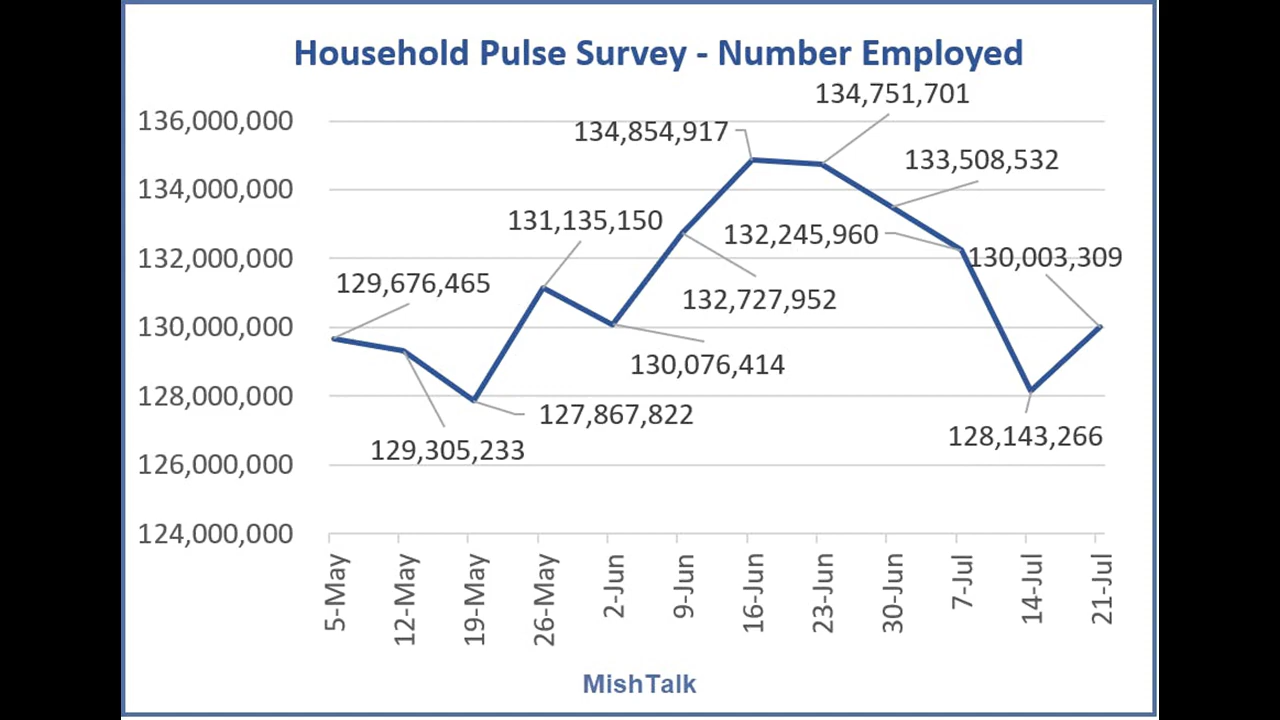 Household Pulse Survey - Number Employed
136,000,000
134,000,000
132,000,000
130,000,000
128,000,000
126,000,000
124,000,000
129,676,465
129,305,233
127,867,822
131,135,150
130,076,414
132,727,952
134,854,917
134,751,701
133,508,532
132,245,960
128,143,266
130,003,309
5-May
12-May
19-May
26-May
2-Jun
9-Jun
16-Jun
23-Jun
30-Jun
7-Jul
14-Jul
21-Jul
MishTalk